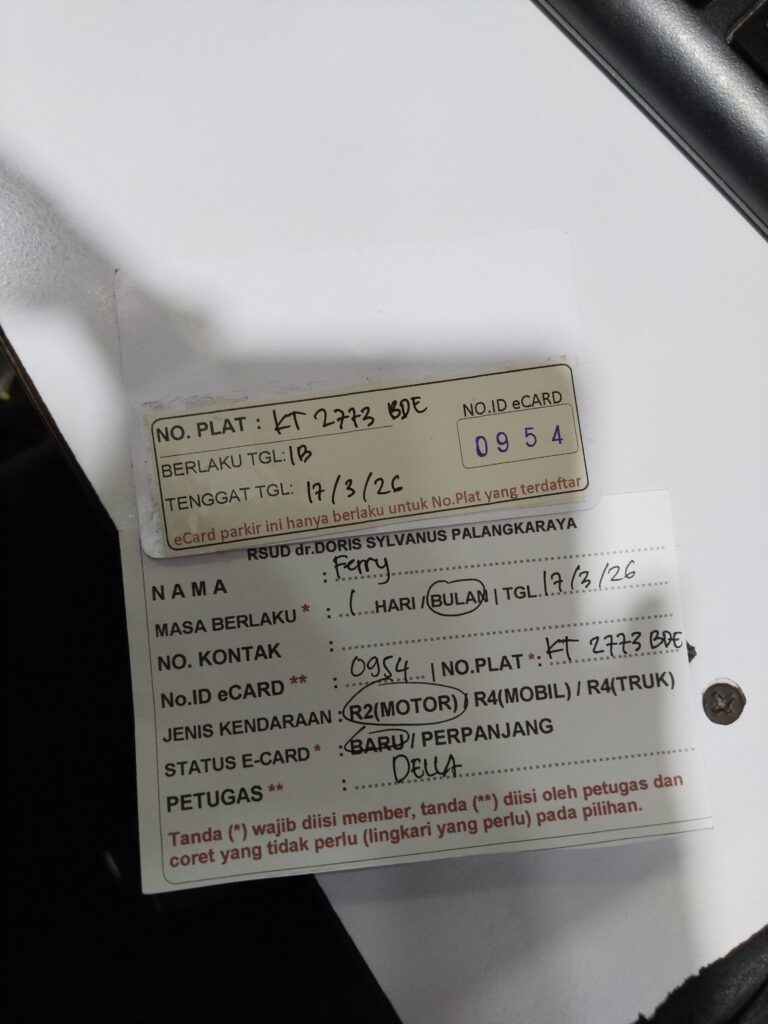 NO. PLAT : KT 2773 BDE
NO.ID eCARD
0954
BERLAKU TGL: 1B
TENGGAT TGL: 17/3/26
eCard parkir ini hanya berlaku untuk No.Plat yang terdaftar
RSUD dr.DORIS SYLVANUS PALANGKARAYA
NAMA : Ferry
MASA BERLAKU * : 1 HARI / BULAN | TGL. 17/3/26
NO. KONTAK :
No.ID eCARD ** : 0954 | NO.PLAT *: KT 2773 BDE
JENIS KENDARAAN : R2(MOTOR) / R4(MOBIL) / R4(TRUK)
STATUS E-CARD * : BARU / PERPANJANG
PETUGAS ** : DELLA
Tanda (*) wajib diisi member, tanda (**) diisi oleh petugas dan
coret yang tidak perlu (lingkari yang perlu) pada pilihan.